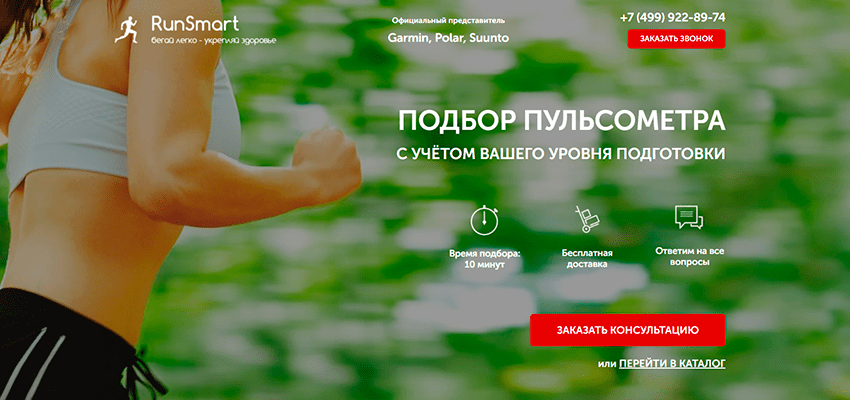 RunSmart
бегай легко - укрепляй здоровье
Официальный представитель
Garmin, Polar, Suunto
+7 (499) 922-89-74
ЗАКАЗАТЬ ЗВОНОК
ПОДБОР ПУЛЬСОМЕТРА
С УЧЁТОМ ВАШЕГО УРОВНЯ ПОДГОТОВКИ
Время подбора:
10 минут
Бесплатная
доставка
Ответим на все
вопросы
ЗАКАЗАТЬ КОНСУЛЬТАЦИЮ
или ПЕРЕЙТИ В КАТАЛОГ